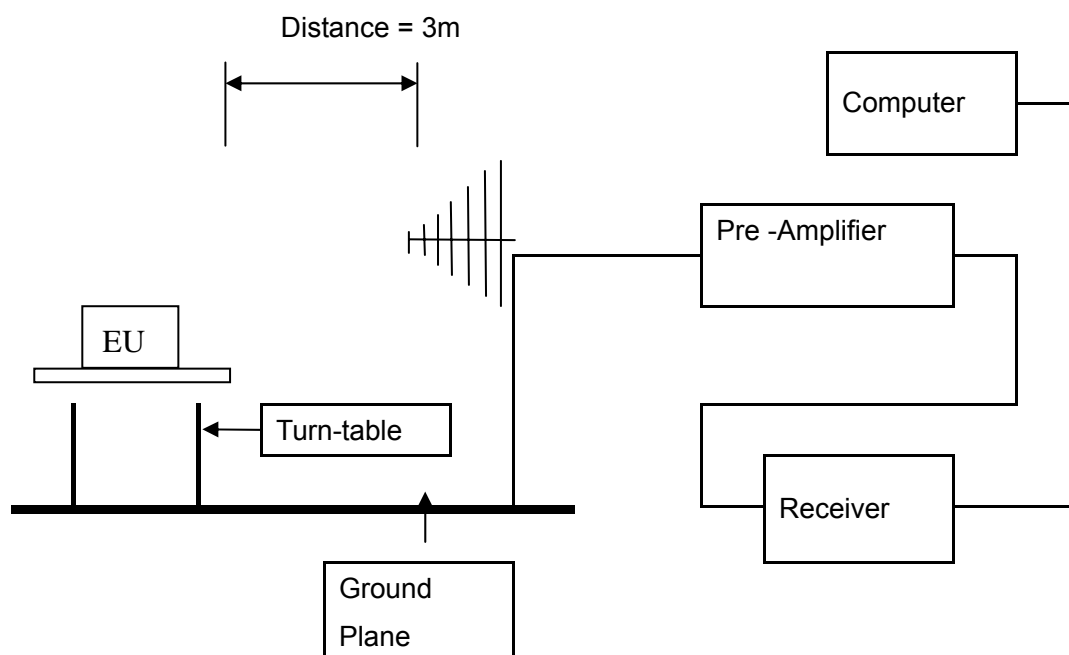 Distance = 3m
Computer
Pre -Amplifier
EU
Turn-table
Receiver
Ground
Plane